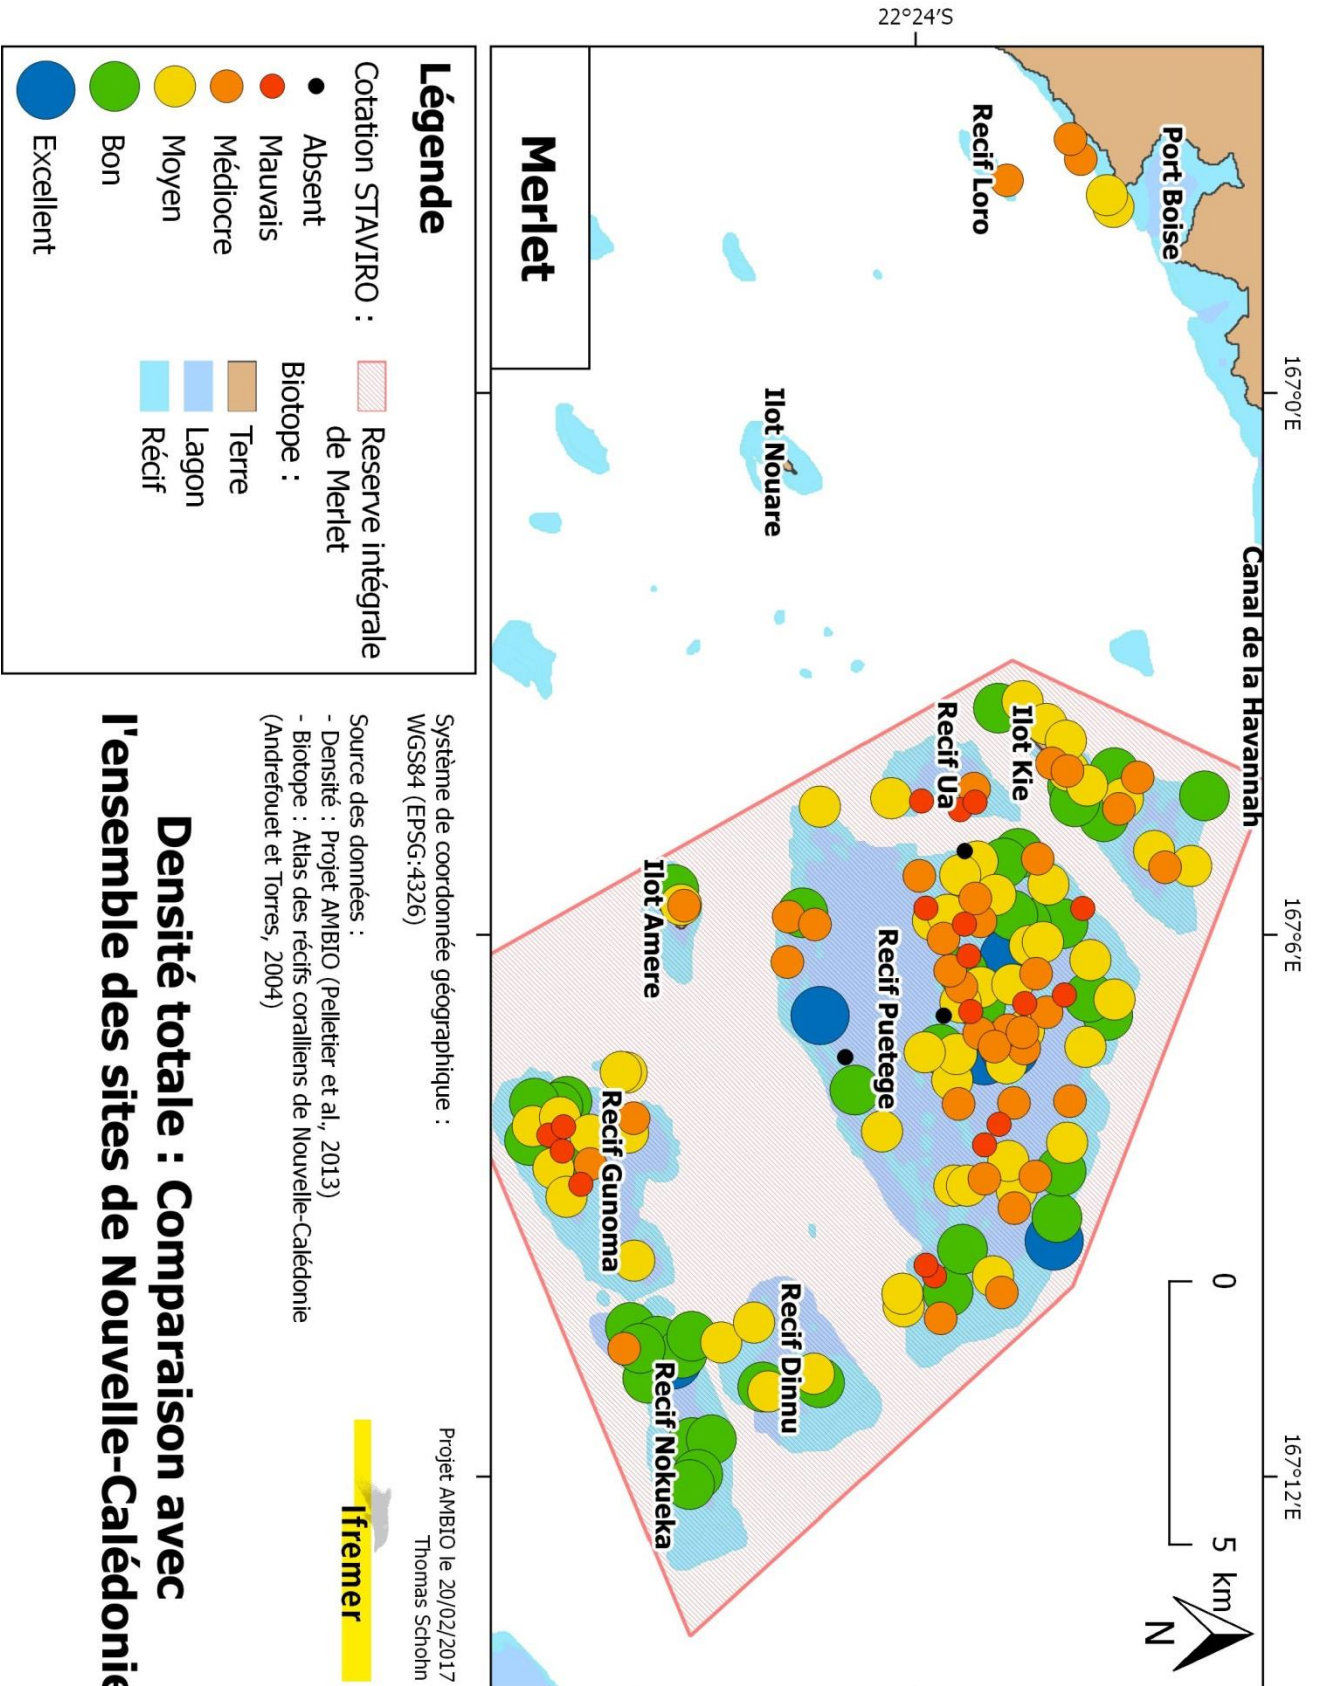 167°0'E
167°6'E
167°12'E
22°24'S
Canal de la Havannah
0
5 km
N
Port Boise
Recif Loro
Ilot Kie
Recif Ua
Recif Puetege
Ilot Nouare
Recif Dinnu
Ilot Amere
Recif Nokueka
Recif Gunoma
Merlet
Légende
Cotation STAVIRO :
Absent
Mauvais
Médiocre
Moyen
Bon
Excellent
Reserve intégrale
de Merlet
Biotope :
Terre
Lagon
Récif
Système de coordonnée géographique :
WGS84 (EPSG:4326)
Source des données :
- Densité : Projet AMBIO (Pelletier et al., 2013)
- Biotope : Atlas des récifs coralliens de Nouvelle-Calédonie
(Andrefouet et Torres, 2004)
Projet AMBIO le 20/02/2017
Thomas Schohn
Ifremer
Densité totale : Comparaison avec
l'ensemble des sites de Nouvelle-Calédonie